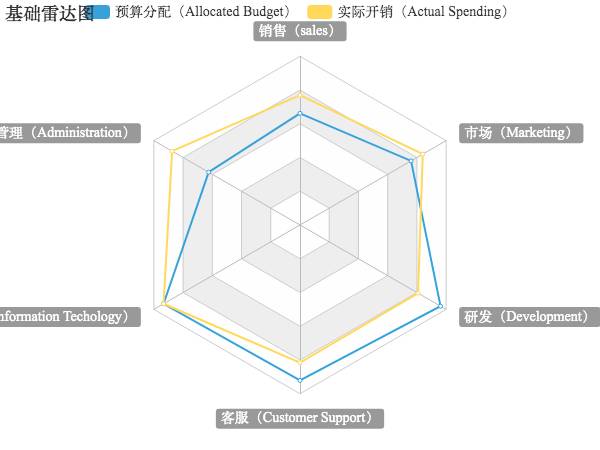 基础雷达图
预算分配（Allocated Budget）
实际开销（Actual Spending）
销售（sales）
管理（Administration）
市场（Marketing）
nformation Techology）
研发（Development）
客服（Customer Support）